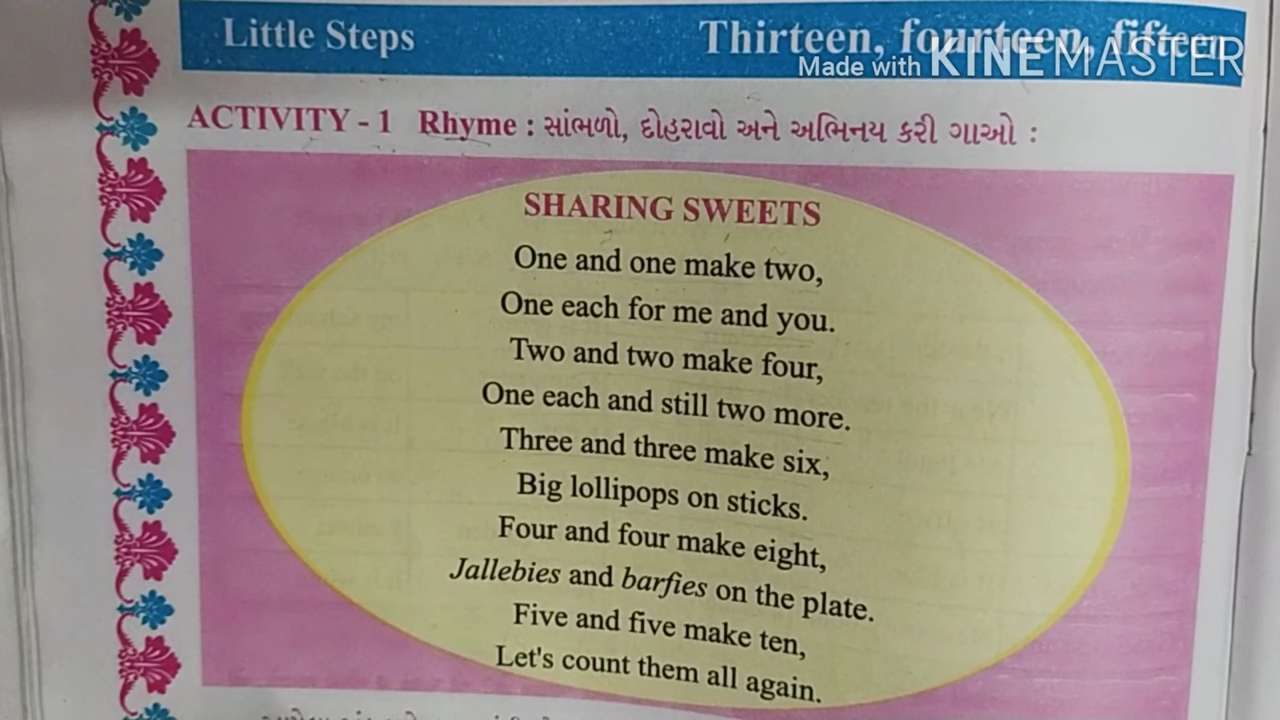 Little Steps
Thirteen, fourteen, fifteen
Made with KINEMASTER
ACTIVITY - 1 Rhyme : સાંભળો, દોહરાવો અને અભિનય કરી ગાઓ :
SHARING SWEETS
One and one make two,
One each for me and you.
Two and two make four,
One each and still two more.
Three and three make six,
Big lollipops on sticks.
Four and four make eight,
Jallebies and barfies on the plate.
Five and five make ten,
Let's count them all again.